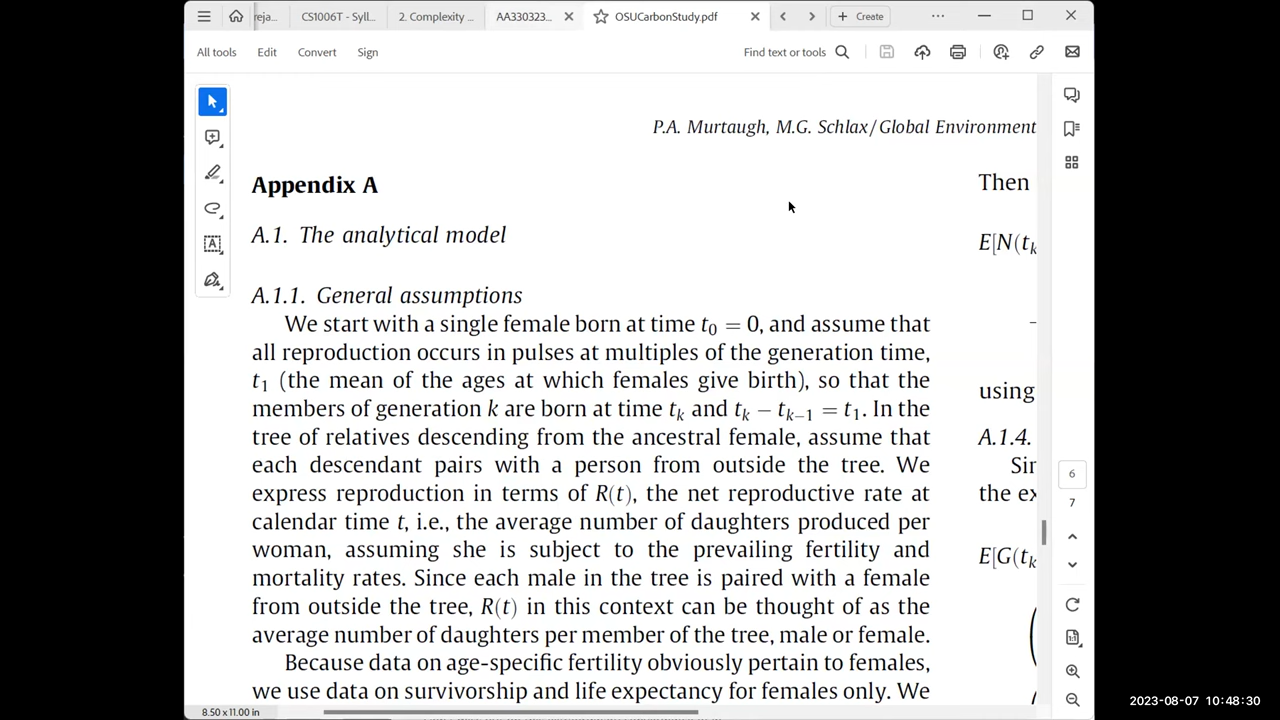 reja...
CS1006T - Syll...
2. Complexity ...
AA330323...
OSUCarbonStudy.pdf
Create
All tools
Edit
Convert
Sign
Find text or tools
P.A. Murtaugh, M.G. Schlax / Global Environment
Appendix A
A.1. The analytical model
A.1.1. General assumptions
We start with a single female born at time t₀ = 0, and assume that
all reproduction occurs in pulses at multiples of the generation time,
t₁ (the mean of the ages at which females give birth), so that the
members of generation k are born at time tₖ and tₖ − tₖ₋₁ = t₁. In the
tree of relatives descending from the ancestral female, assume that
each descendant pairs with a person from outside the tree. We
express reproduction in terms of R(t), the net reproductive rate at
calendar time t, i.e., the average number of daughters produced per
woman, assuming she is subject to the prevailing fertility and
mortality rates. Since each male in the tree is paired with a female
from outside the tree, R(t) in this context can be thought of as the
average number of daughters per member of the tree, male or female.
Because data on age-specific fertility obviously pertain to females,
we use data on survivorship and life expectancy for females only. We
Then
E[N(tₖ
using
A.1.4.
Sin
the ex
E[G(tₖ
6
7
8.50 x 11.00 in
2023-08-07 10:48:30